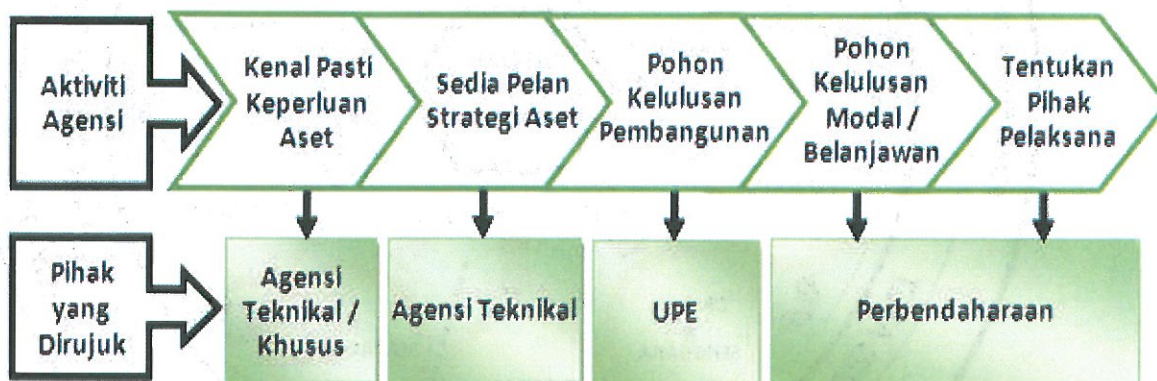 Aktiviti
Agensi
Kenal Pasti
Keperluan
Aset
Sedia Pelan
Strategi Aset
Pohon
Kelulusan
Pembangunan
Pohon
Kelulusan
Modal /
Belanjawan
Tentukan
Pihak
Pelaksana
Pihak
yang
Dirujuk
Agensi
Teknikal /
Khusus
Agensi Teknikal
UPE
Perbendaharaan